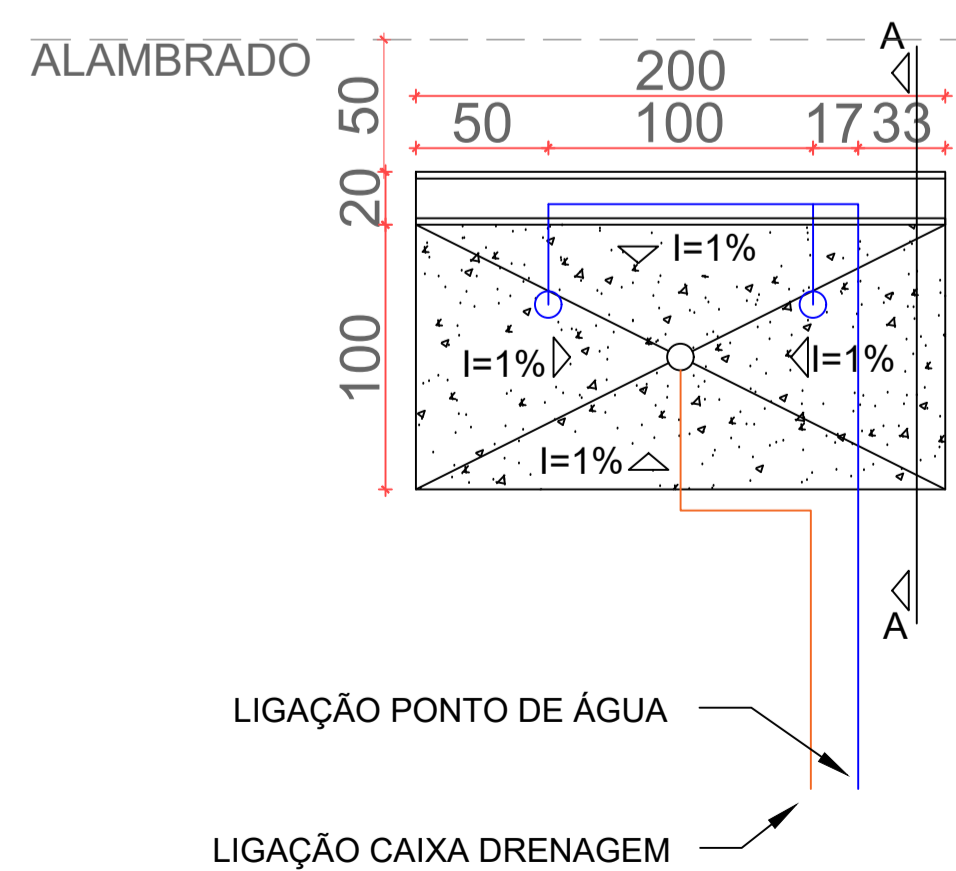 A
ALAMBRADO
200
50
50 100 17 33
20
I=1%
100
I=1%
I=1%
I=1%
A
LIGAÇÃO PONTO DE ÁGUA
LIGAÇÃO CAIXA DRENAGEM